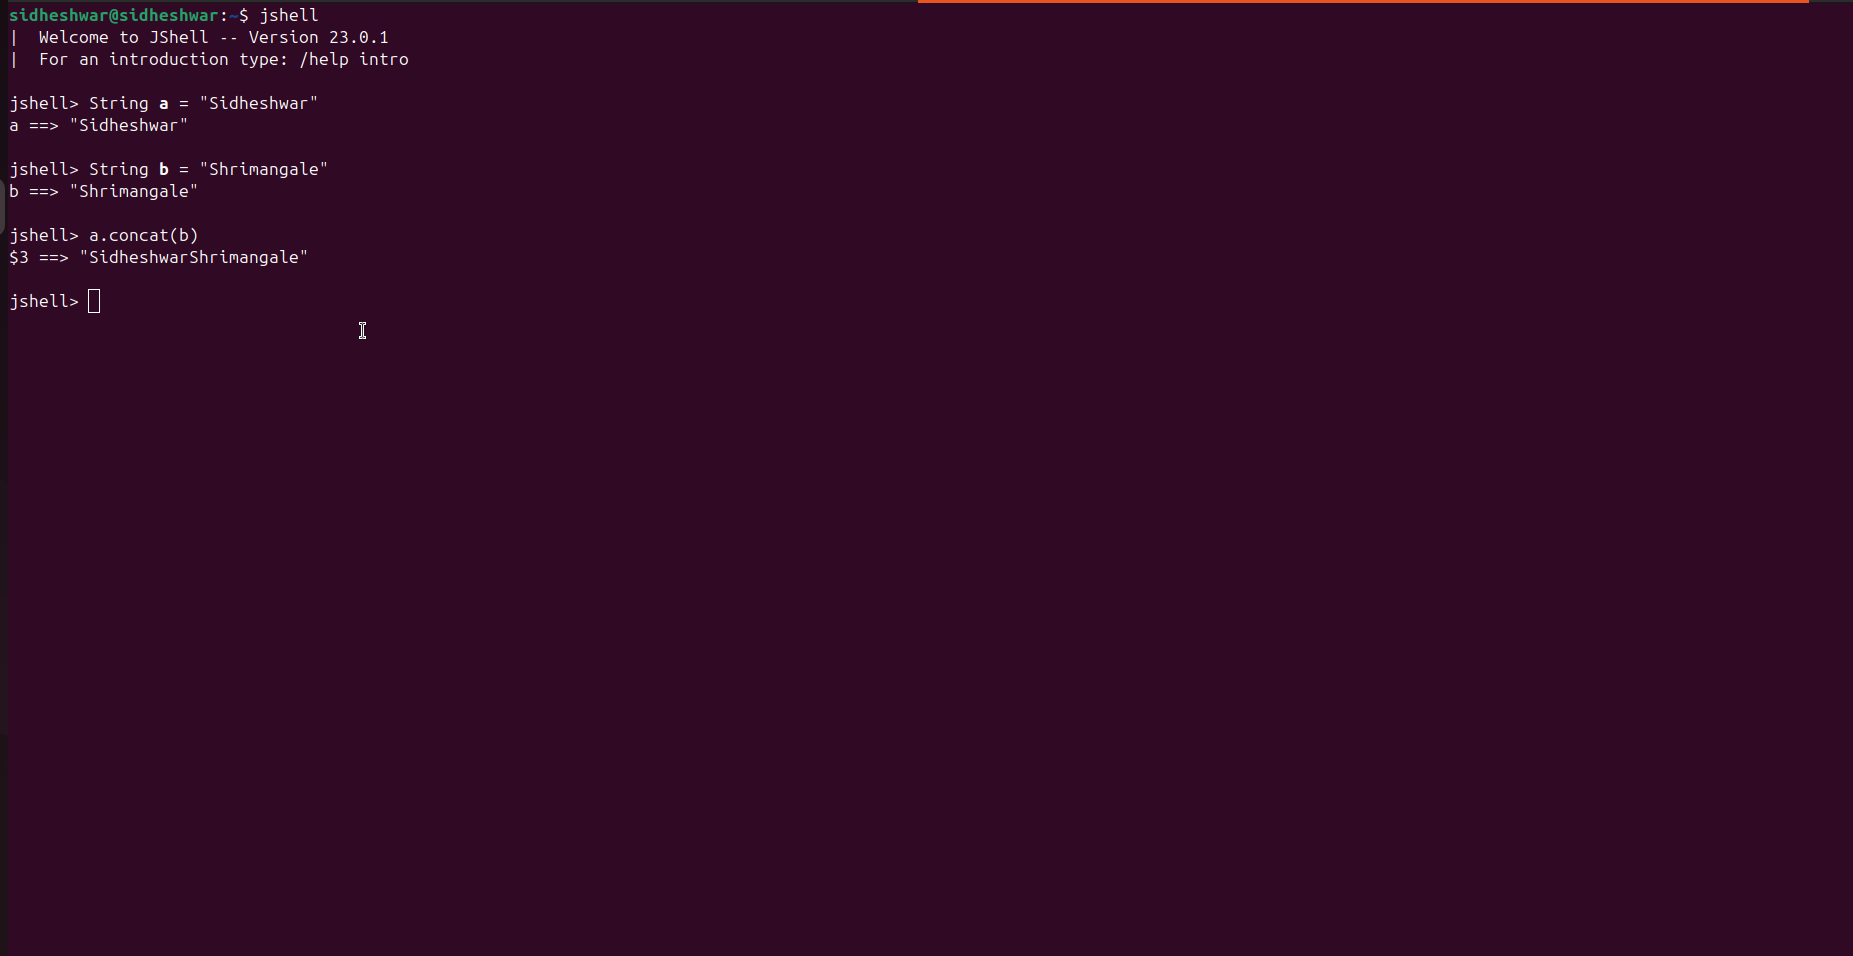 sidheshwar@sidheshwar:~$ jshell
|  Welcome to JShell -- Version 23.0.1
|  For an introduction type: /help intro
jshell> String a = "Sidheshwar"
a ==> "Sidheshwar"
jshell> String b = "Shrimangale"
b ==> "Shrimangale"
jshell> a.concat(b)
$3 ==> "SidheshwarShrimangale"
jshell>